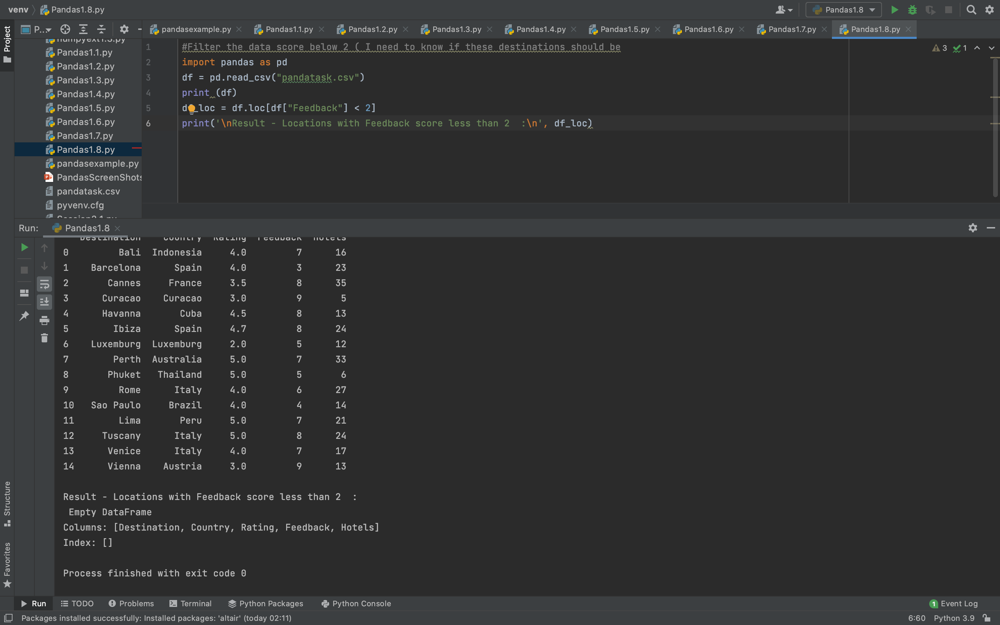 venv Pandas1.8.py
Pandas1.8
Project
P...
pandasexample.py Pandas1.1.py Pandas1.2.py Pandas1.3.py Pandas1.4.py Pandas1.5.py Pandas1.6.py Pandas1.7.py Pandas1.8.py
Pandas1.1.py
Pandas1.2.py
Pandas1.3.py
Pandas1.4.py
Pandas1.5.py
Pandas1.6.py
Pandas1.7.py
Pandas1.8.py
pandasexample.py
PandasScreenShots
pandatask.csv
pyvenv.cfg
1 #Filter the data score below 2 ( I need to know if these destinations should be
2 import pandas as pd
3 df = pd.read_csv("pandatask.csv")
4 print (df)
5 df_loc = df.loc[df["Feedback"] < 2]
6 print('\nResult - Locations with Feedback score less than 2  :\n', df_loc)
3 1
Run: Pandas1.8
Destination Country Rating Feedback Hotels
0 Bali Indonesia 4.0 7 16
1 Barcelona Spain 4.0 3 23
2 Cannes France 3.5 8 35
3 Curacao Curacao 3.0 9 5
4 Havanna Cuba 4.5 8 13
5 Ibiza Spain 4.7 8 24
6 Luxemburg Luxemburg 2.0 5 12
7 Perth Australia 5.0 7 33
8 Phuket Thailand 5.0 5 6
9 Rome Italy 4.0 6 27
10 Sao Paulo Brazil 4.0 4 14
11 Lima Peru 5.0 7 21
12 Tuscany Italy 5.0 8 24
13 Venice Italy 4.0 7 17
14 Vienna Austria 3.0 9 13
Result - Locations with Feedback score less than 2  :
Empty DataFrame
Columns: [Destination, Country, Rating, Feedback, Hotels]
Index: []
Process finished with exit code 0
Structure
Favorites
Run TODO Problems Terminal Python Packages Python Console 1 Event Log
Packages installed successfully: Installed packages: 'altair' (today 02:11) 6:60 Python 3.9